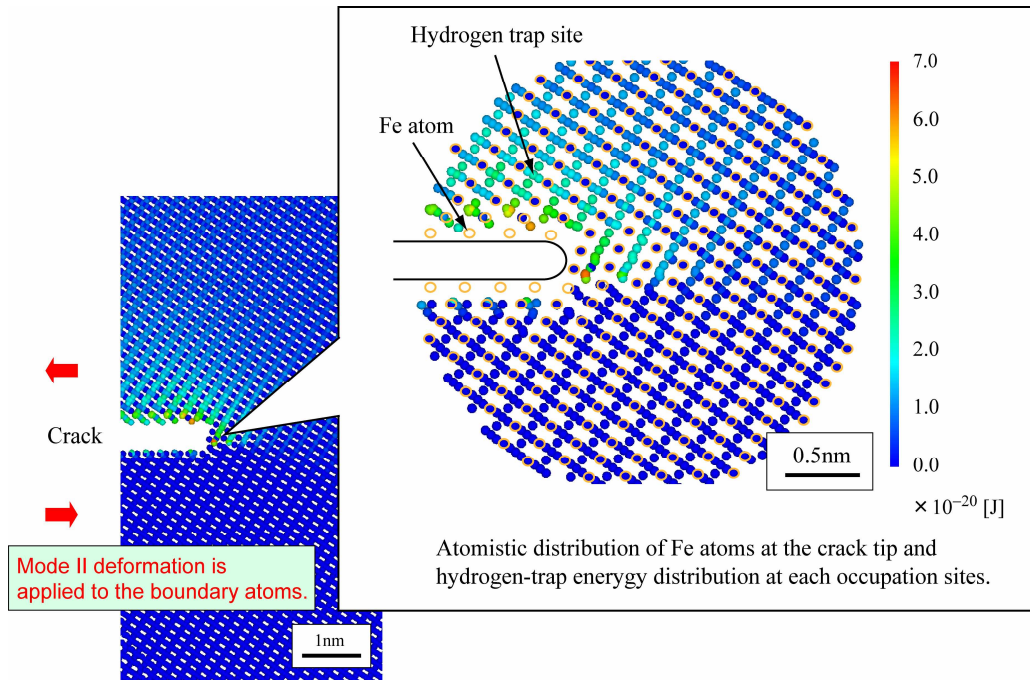 Hydrogen trap site
Fe atom
7.0
6.0
5.0
4.0
3.0
2.0
1.0
0.0
× 10⁻²⁰ [J]
0.5nm
Atomistic distribution of Fe atoms at the crack tip and
hydrogen-trap enerygy distribution at each occupation sites.
Crack
Mode II deformation is
applied to the boundary atoms.
1nm